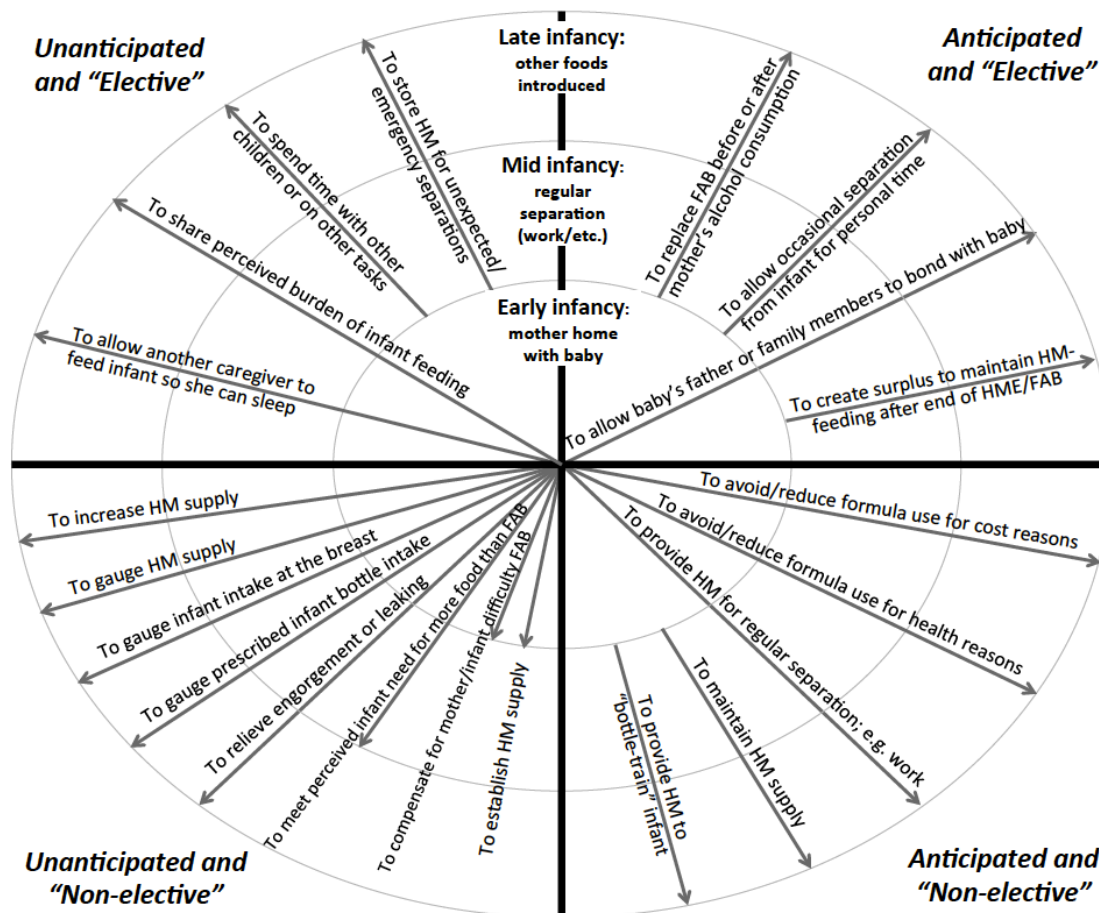 Unanticipated
and “Elective”
Late infancy:
other foods
introduced
Anticipated
and “Elective”
To store HM for unexpected/
emergency separations
To spend time with other
children or on other tasks
To share perceived burden of infant feeding
To allow another caregiver to
feed infant so she can sleep
Mid infancy:
regular
separation
(work/etc.)
Early infancy:
mother home
with baby
To replace FAB before or after
mother’s alcohol consumption
To allow occasional separation
from infant for personal time
To allow baby’s father or family members to bond with baby
To create surplus to maintain HM-
feeding after end of HME/FAB
To increase HM supply
To gauge HM supply
To gauge infant intake at the breast
To gauge prescribed infant bottle intake
To relieve engorgement or leaking
To meet perceived infant need for more food than FAB
To compensate for mother/infant difficulty FAB
To establish HM supply
To avoid/reduce formula use for cost reasons
To avoid/reduce formula use for health reasons
To provide HM for regular separation; e.g. work
To maintain HM supply
To provide HM to
“bottle-train” infant
Unanticipated and
“Non-elective”
Anticipated and
“Non-elective”